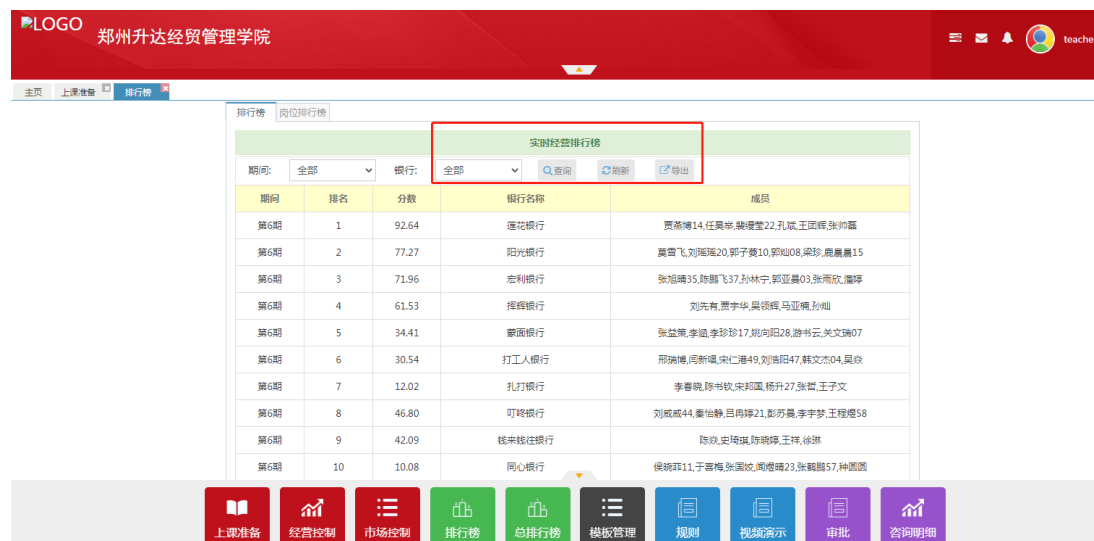 LOGO
郑州升达经贸管理学院
teache
主页 上课准备 排行榜
排行榜 岗位排行榜
实时经营排行榜
期间: 全部 银行: 全部 查询 刷新 导出
期间 排名 分数 银行名称 成员
第6期 1 92.64 莲花银行 贾燕博14,任昊举,裴缦莹22,孔斌,王团辉,张帅磊
第6期 2 77.27 阳光银行 莫雪飞,刘瑶瑶20,郭子菱10,郭灿08,梁珍,鹿晨晨15
第6期 3 71.96 宏利银行 张旭晴35,陈鹏飞37,孙林宁,郭亚曼03,张雨欣,潘婷
第6期 4 61.53 挥辉银行 刘先有,贾宇华,吴领辉,马亚楠,孙灿
第6期 5 34.41 蒙面银行 张益策,李涵,李珍珍17,姚向阳28,游书云,关文瑞07
第6期 6 30.54 打工人银行 邢瑞博,闫新唱,宋仁港49,刘浩阳47,韩文杰04,吴焱
第6期 7 12.02 扎打银行 李春晓,陈书钦,宋邦国,杨升27,张哲,王子文
第6期 8 46.80 叮咚银行 刘威威44,秦怡静,吕冉婷21,彭苏曼,李宇梦,王程煜58
第6期 9 42.09 钱来钱往银行 陈焱,史琦琪,陈晓婷,王祥,徐琳
第6期 10 10.08 同心银行 侯晓菲11,于喜梅,张国姣,闻煜晴23,张鹤鹏57,种圆圆
上课准备 经营控制 市场控制 排行榜 总排行榜 模板管理 规则 视频演示 审批 咨询明细